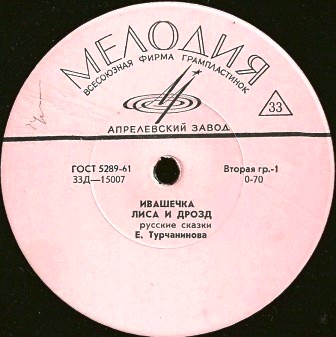 МЕЛОДИЯ
ВСЕСОЮЗНАЯ ФИРМА ГРАМПЛАСТИНОК
33
АПРЕЛЕВСКИЙ ЗАВОД
ГОСТ 5289-61
33Д—15007
Вторая гр.-1
0-70
ИВАШЕЧКА
ЛИСА И ДРОЗД
русские сказки
Е. Турчанинова